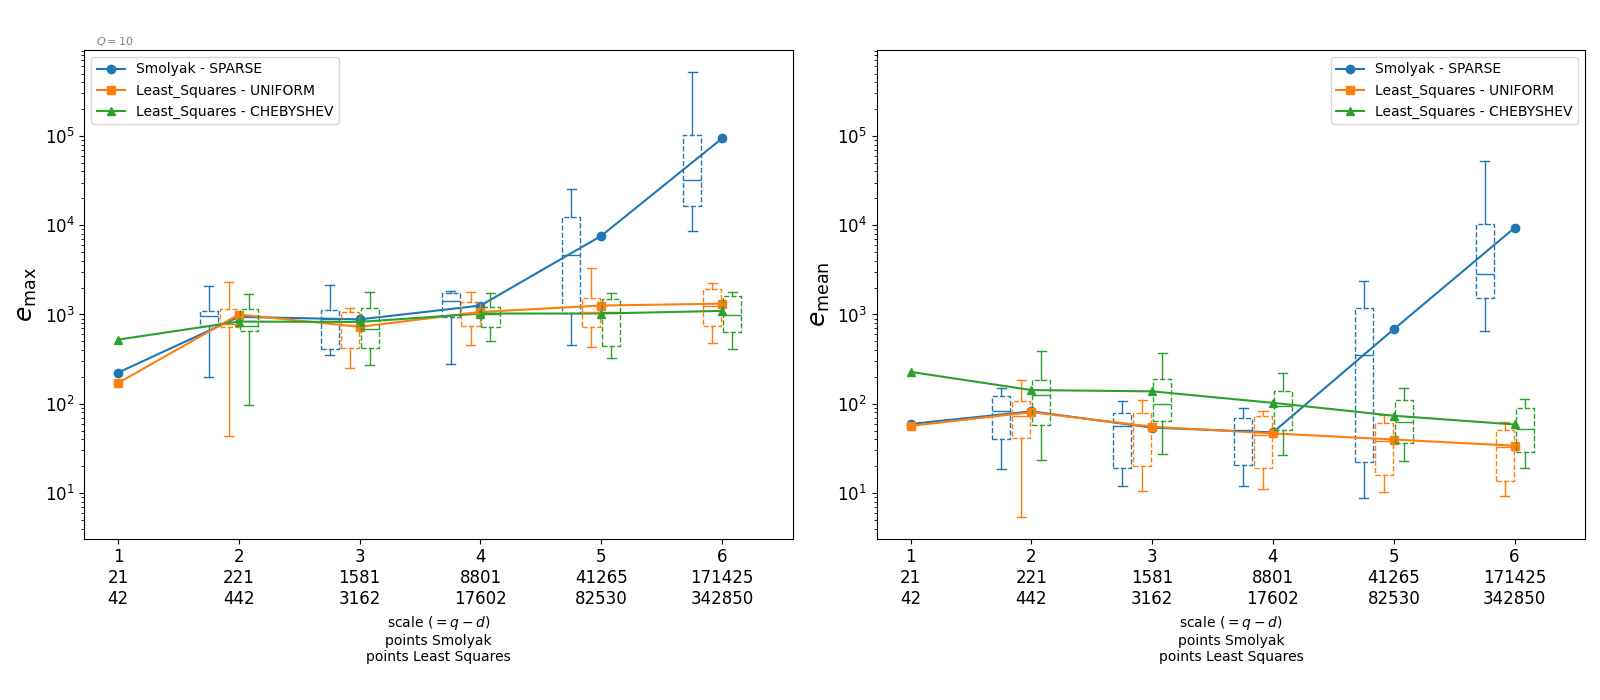 Q = 10
Smolyak - SPARSE
Least_Squares - UNIFORM
Least_Squares - CHEBYSHEV
e_max
10^5
10^4
10^3
10^2
10^1
1 2 3 4 5 6
21 221 1581 8801 41265 171425
42 442 3162 17602 82530 342850
scale (= q − d)
points Smolyak
points Least Squares
Smolyak - SPARSE
Least_Squares - UNIFORM
Least_Squares - CHEBYSHEV
e_mean
10^5
10^4
10^3
10^2
10^1
1 2 3 4 5 6
21 221 1581 8801 41265 171425
42 442 3162 17602 82530 342850
scale (= q − d)
points Smolyak
points Least Squares